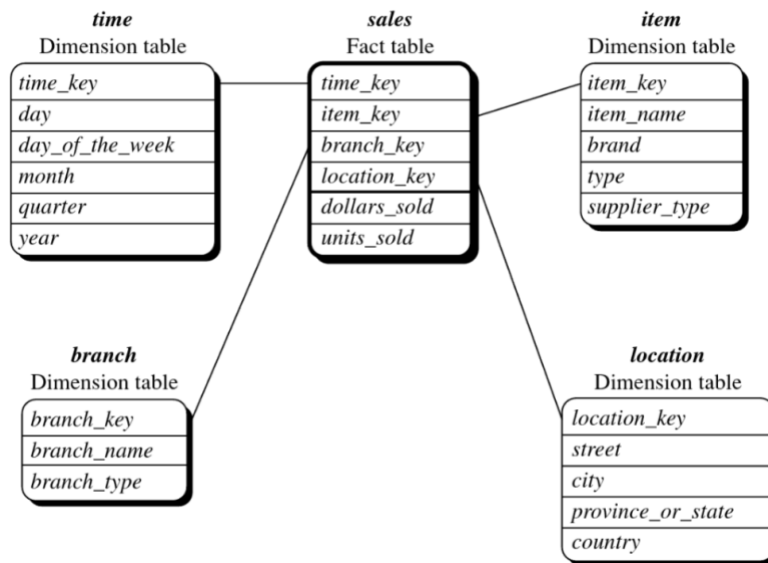 time
Dimension table
time_key
day
day_of_the_week
month
quarter
year
sales
Fact table
time_key
item_key
branch_key
location_key
dollars_sold
units_sold
item
Dimension table
item_key
item_name
brand
type
supplier_type
branch
Dimension table
branch_key
branch_name
branch_type
location
Dimension table
location_key
street
city
province_or_state
country